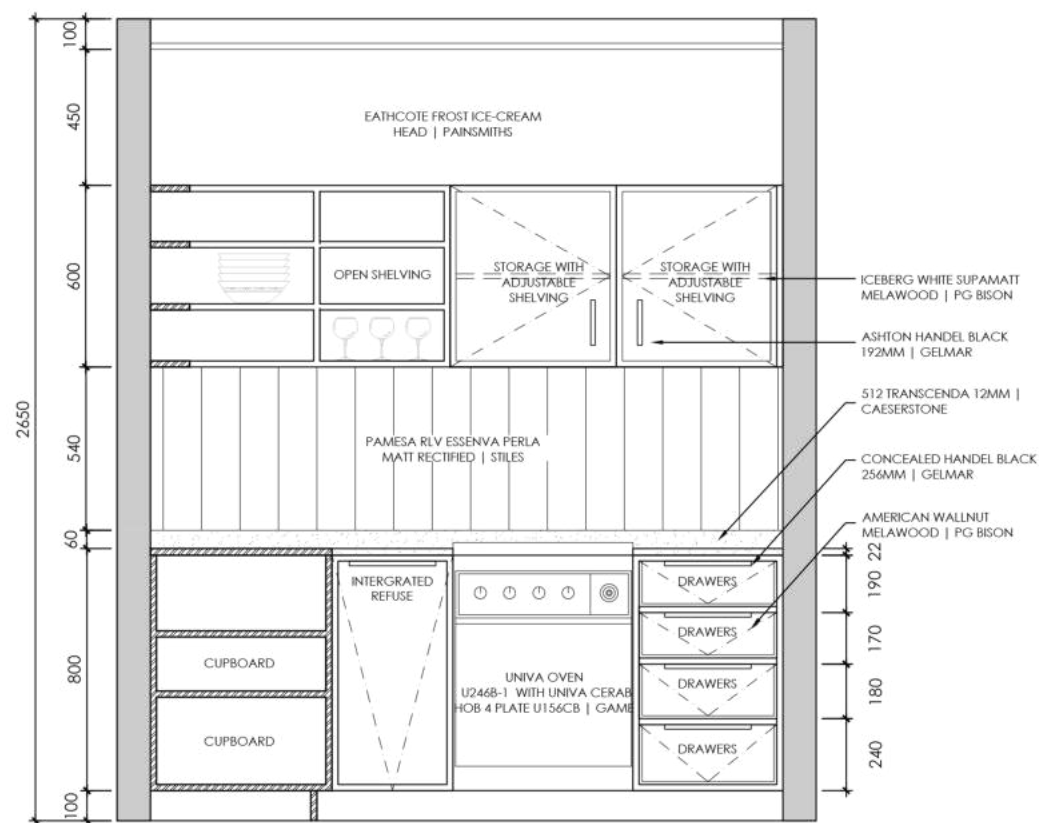 100
450
600
2650
540
60
800
100
EATHCOTE FROST ICE-CREAM
HEAD | PAINSMITHS
OPEN SHELVING
STORAGE WITH
ADJUSTABLE
SHELVING
STORAGE WITH
ADJUSTABLE
SHELVING
ICEBERG WHITE SUPAMATT
MELAWOOD | PG BISON
ASHTON HANDEL BLACK
192MM | GELMAR
512 TRANSCENDA 12MM |
CAESERSTONE
PAMESA RLV ESSENVA PERLA
MATT RECTIFIED | STILES
CONCEALED HANDEL BLACK
256MM | GELMAR
AMERICAN WALLNUT
MELAWOOD | PG BISON
INTERGRATED
REFUSE
CUPBOARD
CUPBOARD
UNIVA OVEN
U246B-1 WITH UNIVA CERAB
HOB 4 PLATE U156CB | GAME
DRAWERS
DRAWERS
DRAWERS
DRAWERS
22
190
170
180
240